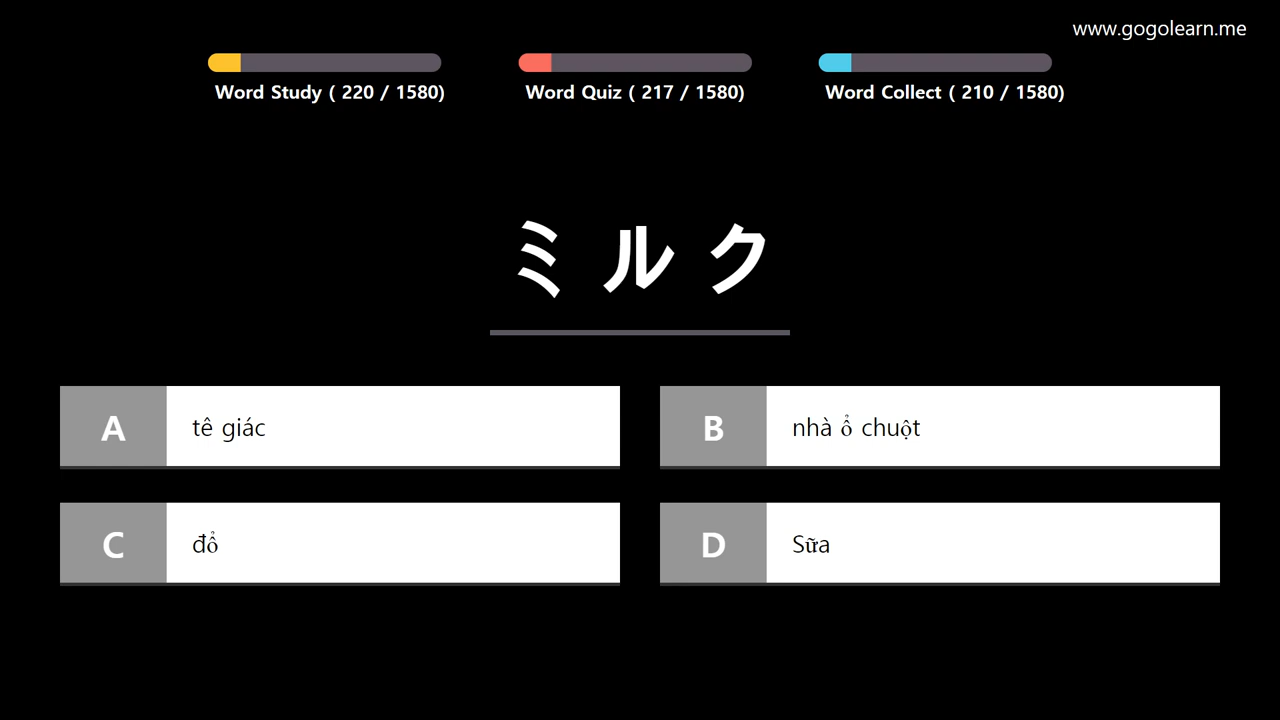 www.gogolearn.me
Word Study ( 220 / 1580)
Word Quiz ( 217 / 1580)
Word Collect ( 210 / 1580)
ミルク
A tê giác
B nhà ổ chuột
C đổ
D Sữa